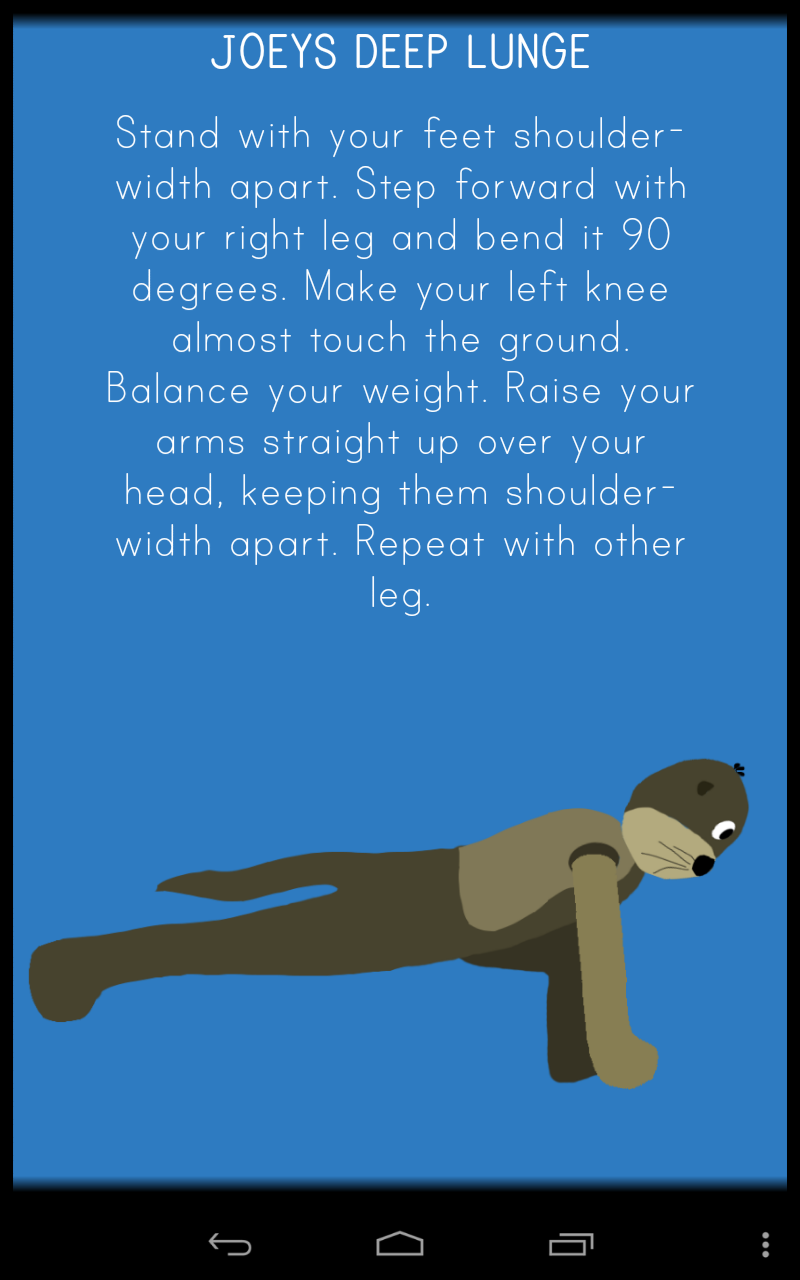 JOEYS DEEP LUNGE
Stand with your feet shoulder-
width apart. Step forward with
your right leg and bend it 90
degrees. Make your left knee
almost touch the ground.
Balance your weight. Raise your
arms straight up over your
head, keeping them shoulder-
width apart. Repeat with other
leg.